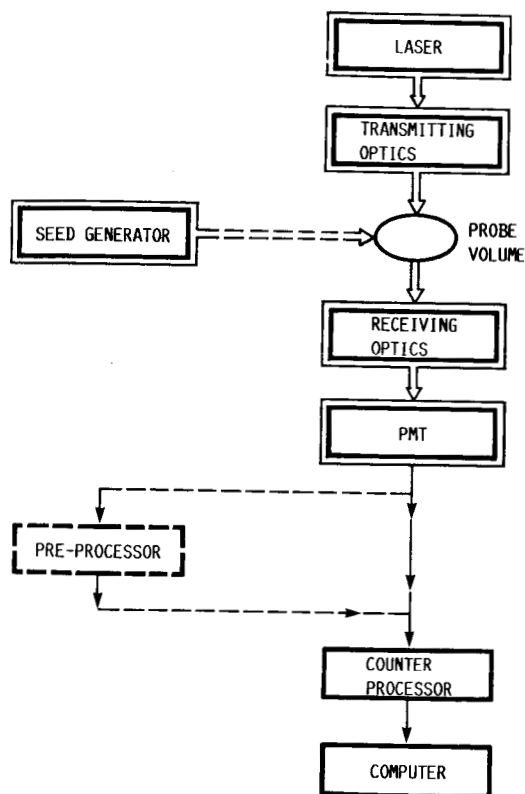 LASER
TRANSMITTING
OPTICS
SEED GENERATOR
PROBE
VOLUME
RECEIVING
OPTICS
PMT
PRE-PROCESSOR
COUNTER
PROCESSOR
COMPUTER